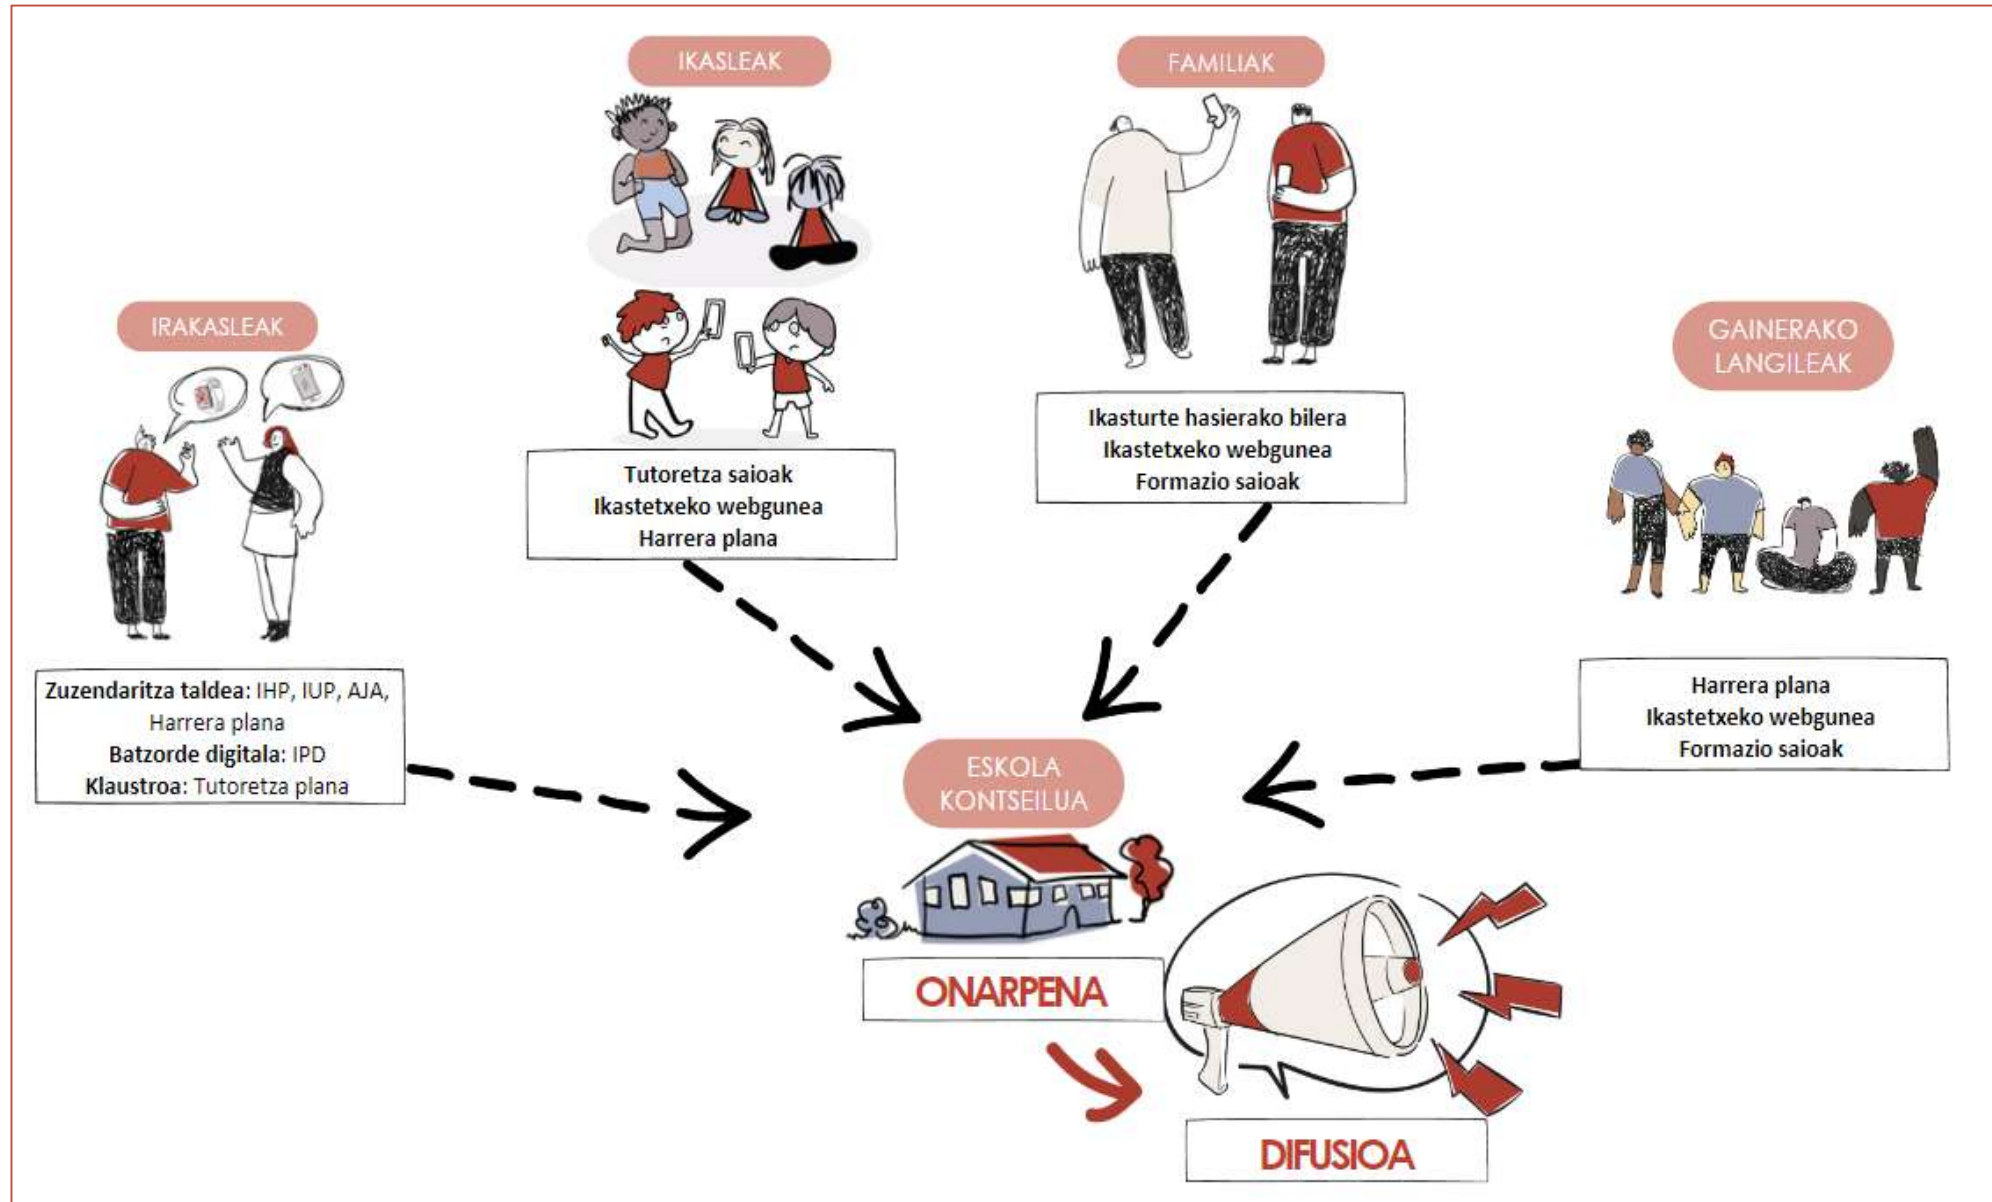 IKASLEAK
FAMILIAK
IRAKASLEAK
GAINERAKO
LANGILEAK
Ikasturte hasierako bilera
Ikastetxeko webgunea
Formazio saioak
Tutoretza saioak
Ikastetxeko webgunea
Harrera plana
Zuzendaritza taldea: IHP, IUP, AJA,
Harrera plana
Batzorde digitala: IPD
Klaustroa: Tutoretza plana
Harrera plana
Ikastetxeko webgunea
Formazio saioak
ESKOLA
KONTSEILUA
ONARPENA
DIFUSIOA